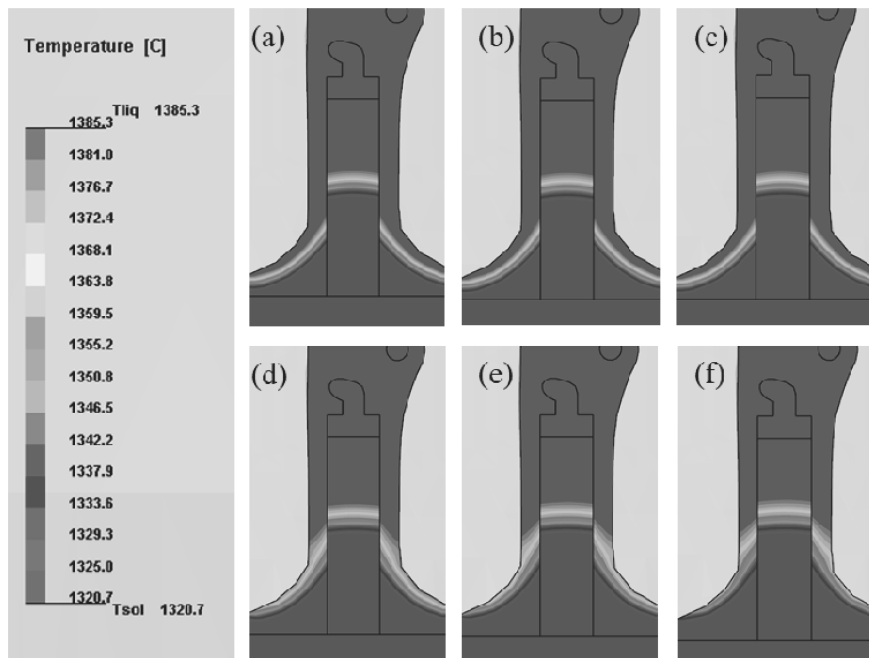 Temperature [C]
Tliq 1385.3
1385.3
1381.0
1376.7
1372.4
1368.1
1363.8
1359.5
1355.2
1350.8
1346.5
1342.2
1337.9
1333.6
1329.3
1325.0
1320.7
Tsol 1320.7
(a)
(b)
(c)
(d)
(e)
(f)